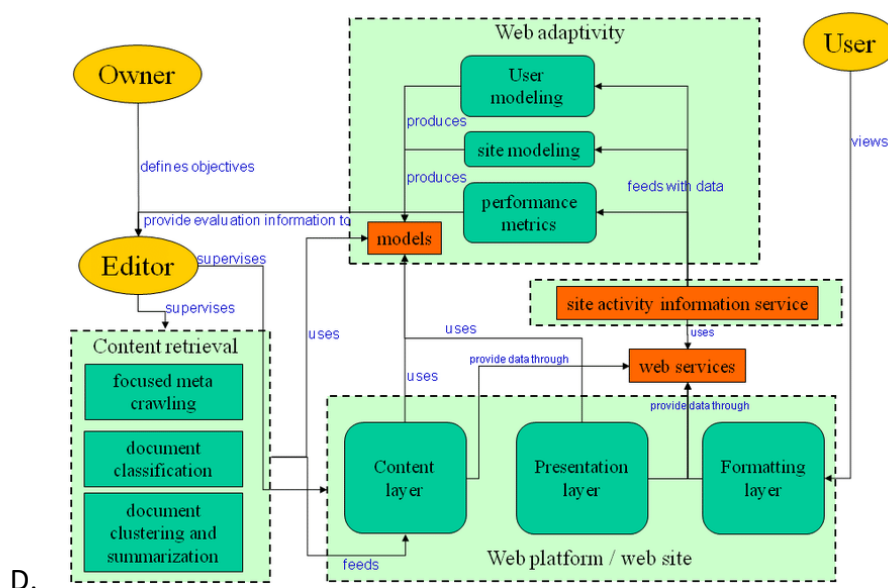 Web adaptivity
User
Owner
User
modeling
produces
site modeling
views
defines objectives
produces
feeds with data
performance
metrics
provide evaluation information to
models
Editor
supervises
supervises
site activity information service
Content retrieval
uses
uses
uses
web services
provide data through
focused meta
crawling
uses
provide data through
document
classification
Content
layer
Presentation
layer
Formatting
layer
document
clustering and
summarization
feeds
Web platform / web site
D.